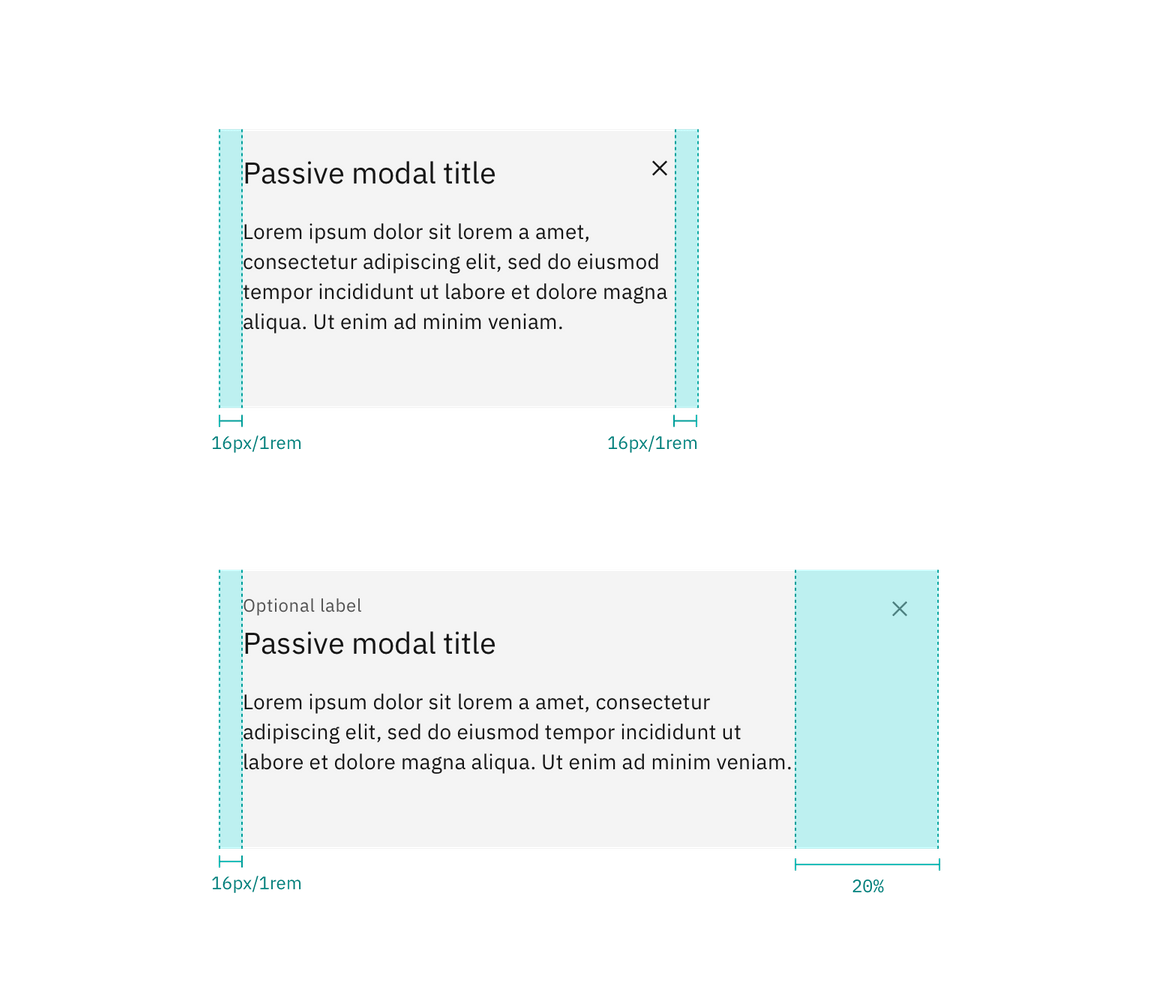 Passive modal title
Lorem ipsum dolor sit lorem a amet,
consectetur adipiscing elit, sed do eiusmod
tempor incididunt ut labore et dolore magna
aliqua. Ut enim ad minim veniam.
16px/1rem
16px/1rem
Optional label
Passive modal title
Lorem ipsum dolor sit lorem a amet, consectetur
adipiscing elit, sed do eiusmod tempor incididunt ut
labore et dolore magna aliqua. Ut enim ad minim veniam.
16px/1rem
20%